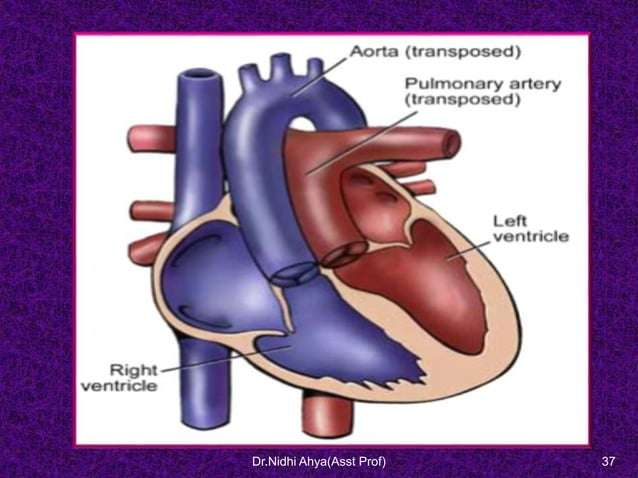 Aorta (transposed)
Pulmonary artery
(transposed)
Left
ventricle
Right
ventricle
Dr.Nidhi Ahya(Asst Prof)
37